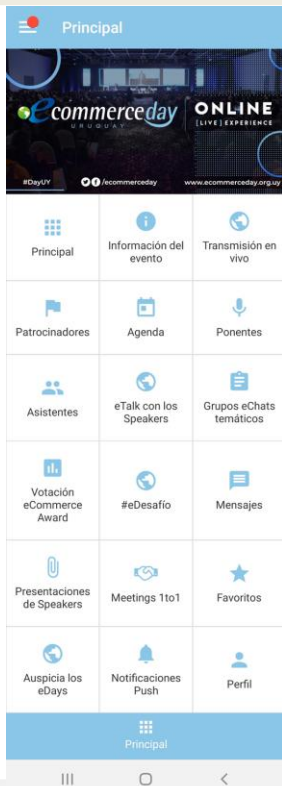 Principal
ecommerceday
URUGUAY
ONLINE
[LIVE] EXPERIENCE
#DayUY
/ecommerceday
www.ecommerceday.org.uy
Principal
Información del
evento
Transmisión en
vivo
Patrocinadores
Agenda
Ponentes
Asistentes
eTalk con los
Speakers
Grupos eChats
temáticos
Votación
eCommerce
Award
#eDesafío
Mensajes
Presentaciones
de Speakers
Meetings 1to1
Favoritos
Auspicia los
eDays
Notificaciones
Push
Perfil
Principal